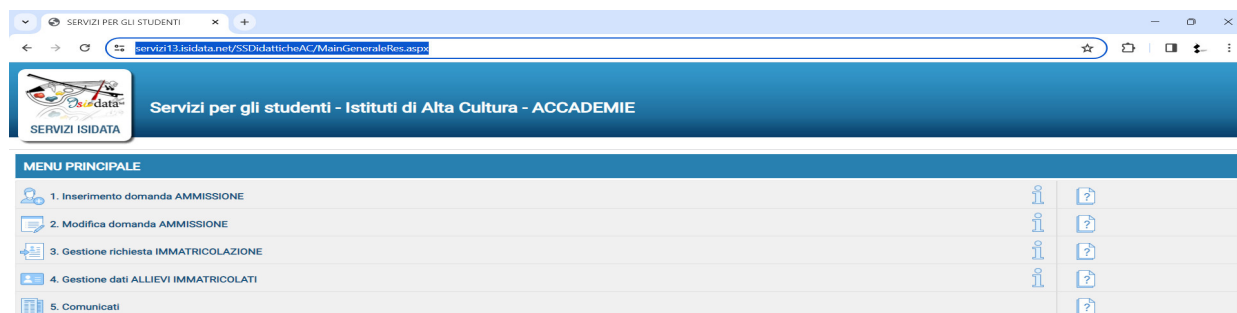 SERVIZI PER GLI STUDENTI
servizi13.isidata.net/SSDidatticheAC/MainGeneraleRes.aspx
Isidata
SERVIZI ISIDATA
Servizi per gli studenti - Istituti di Alta Cultura - ACCADEMIE
MENU PRINCIPALE
1. Inserimento domanda AMMISSIONE
2. Modifica domanda AMMISSIONE
3. Gestione richiesta IMMATRICOLAZIONE
4. Gestione dati ALLIEVI IMMATRICOLATI
5. Comunicati